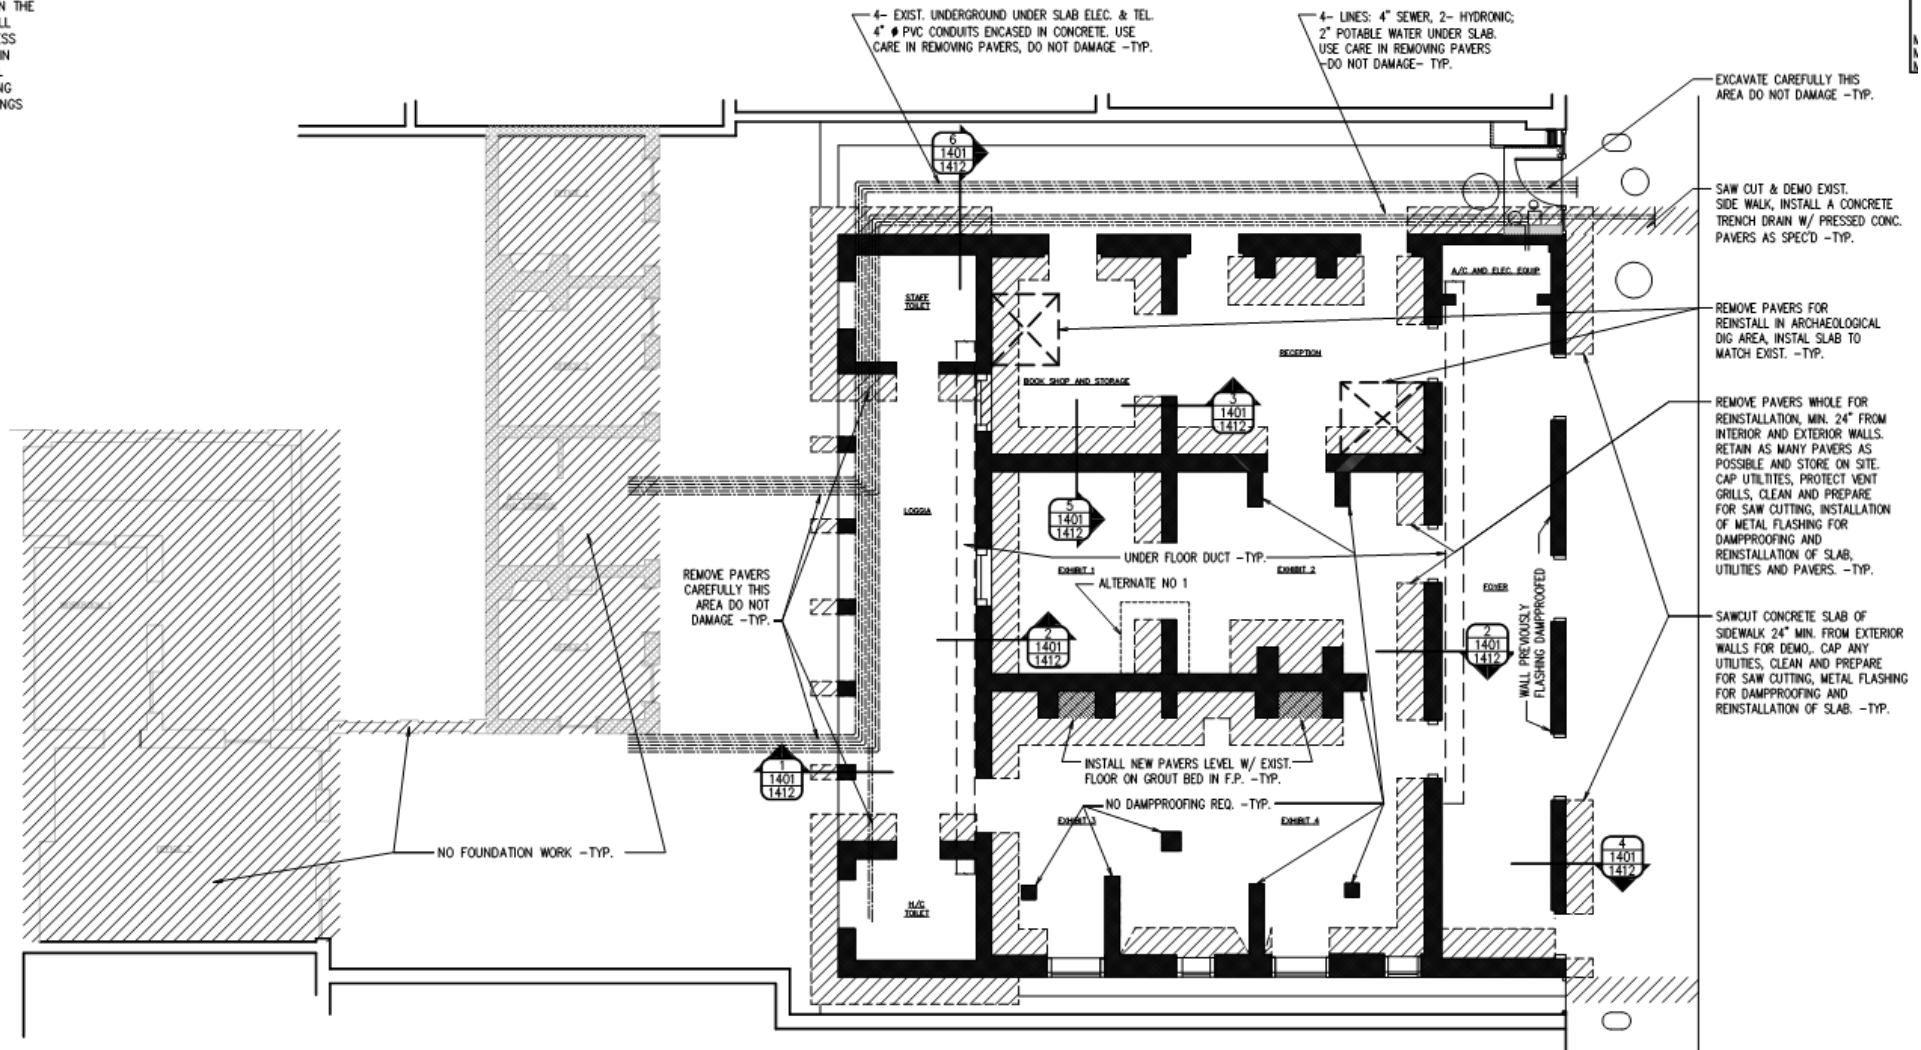 N THE
LL
ESS
IN
NG
NGS
4- EXIST. UNDERGROUND UNDER SLAB ELEC. & TEL.
4" ø PVC CONDUITS ENCASED IN CONCRETE. USE
CARE IN REMOVING PAVERS, DO NOT DAMAGE -TYP.
4- LINES: 4" SEWER, 2- HYDRONIC;
2" POTABLE WATER UNDER SLAB.
USE CARE IN REMOVING PAVERS
-DO NOT DAMAGE- TYP.
EXCAVATE CAREFULLY THIS
AREA DO NOT DAMAGE -TYP.
SAW CUT & DEMO EXIST.
SIDE WALK, INSTALL A CONCRETE
TRENCH DRAIN W/ PRESSED CONC.
PAVERS AS SPEC'D -TYP.
REMOVE PAVERS FOR
REINSTALL IN ARCHAEOLOGICAL
DIG AREA, INSTAL SLAB TO
MATCH EXIST. -TYP.
REMOVE PAVERS WHOLE FOR
REINSTALLATION, MIN. 24" FROM
INTERIOR AND EXTERIOR WALLS.
RETAIN AS MANY PAVERS AS
POSSIBLE AND STORE ON SITE.
CAP UTILTITES, PROTECT VENT
GRILLS, CLEAN AND PREPARE
FOR SAW CUTTING, INSTALLATION
OF METAL FLASHING FOR
DAMPPROOFING AND
REINSTALLATION OF SLAB,
UTILITIES AND PAVERS. -TYP.
SAWCUT CONCRETE SLAB OF
SIDEWALK 24" MIN. FROM EXTERIOR
WALLS FOR DEMO,. CAP ANY
UTILITIES, CLEAN AND PREPARE
FOR SAW CUTTING, METAL FLASHING
FOR DAMPPROOFING AND
REINSTALLATION OF SLAB. -TYP.
6
1401
1412
STAFF
TOILET
A/C AND ELEC. EQUIP
RECEPTION
BOOK SHOP AND STORAGE
3
1401
1412
LOGGIA
5
1401
1412
UNDER FLOOR DUCT -TYP.
EXHIBIT 1
EXHIBIT 2
ALTERNATE NO 1
FOYER
WALL PREVIOUSLY
FLASHING DAMPPROOFED
REMOVE PAVERS
CAREFULLY THIS
AREA DO NOT
DAMAGE -TYP.
2
1401
1412
2
1401
1412
1
1401
1412
INSTALL NEW PAVERS LEVEL W/ EXIST.
FLOOR ON GROUT BED IN F.P. -TYP.
NO DAMPPROOFING REQ. -TYP.
EXHIBIT 3
EXHIBIT 4
NO FOUNDATION WORK -TYP.
4
1401
1412
H/C
TOILET